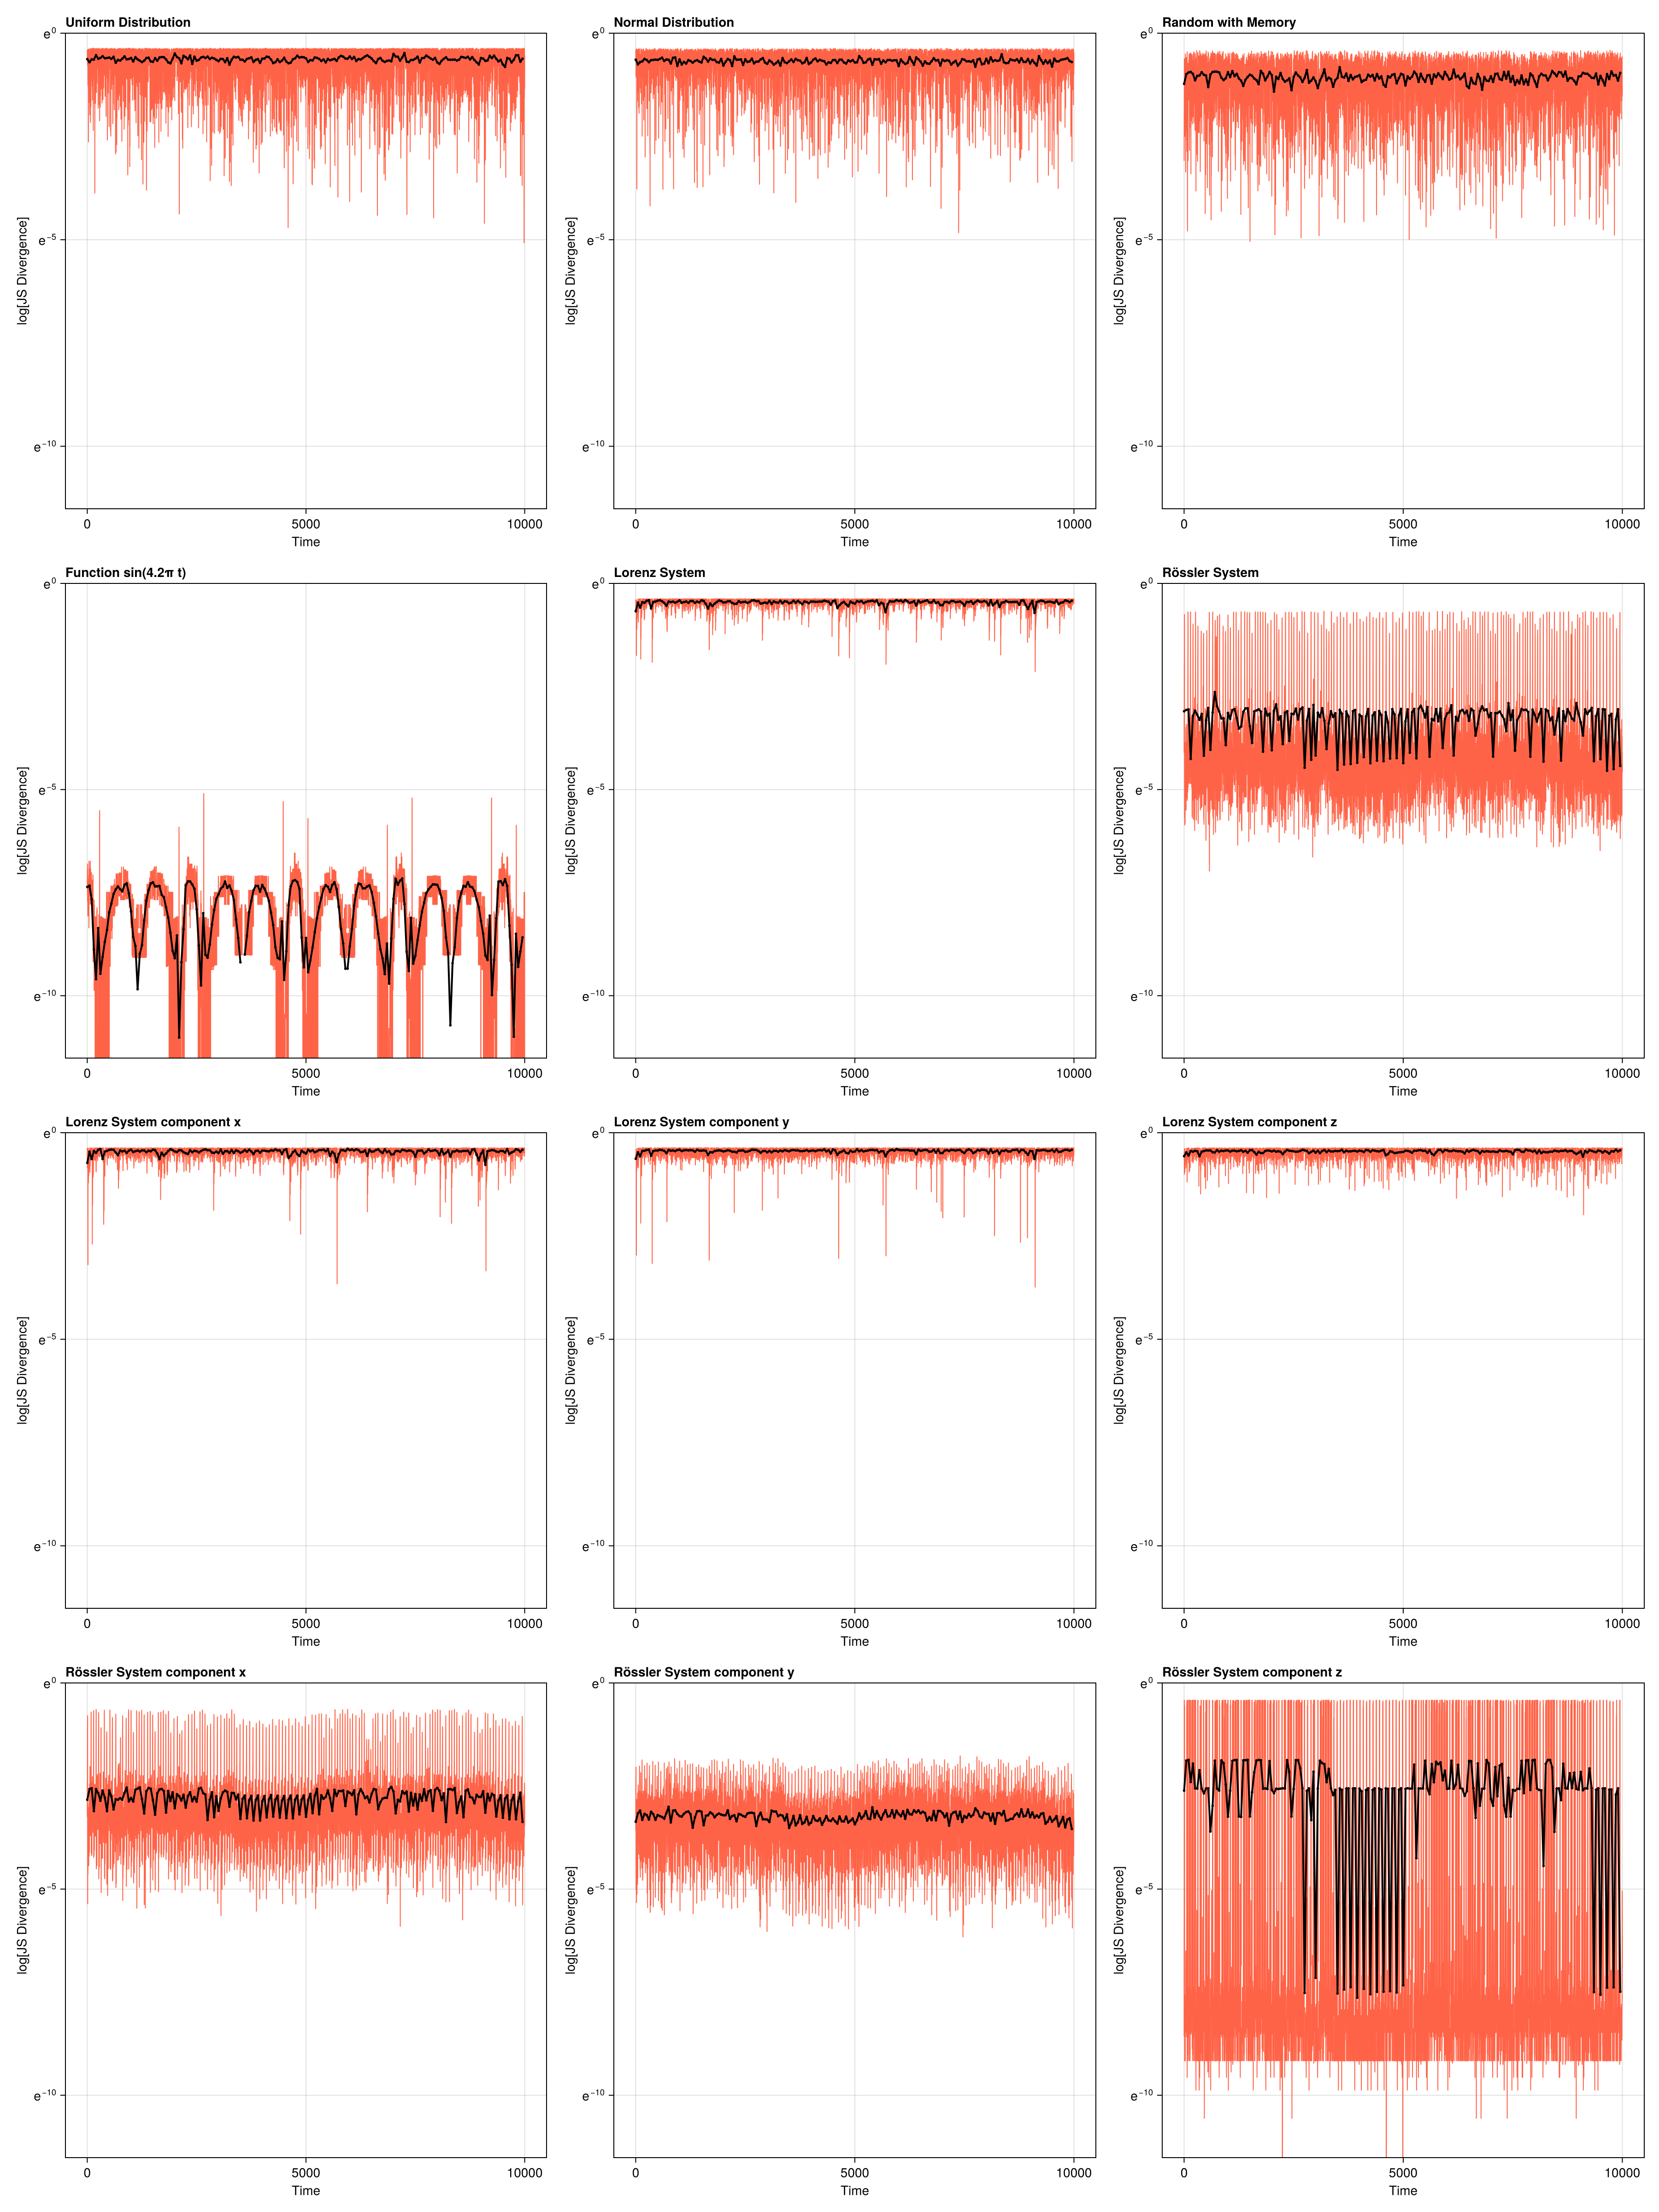 Uniform Distribution
Normal Distribution
Random with Memory
e⁰
e⁻⁵
e⁻¹⁰
log[JS Divergence]
0 5000 10000
Time
e⁰
e⁻⁵
e⁻¹⁰
log[JS Divergence]
0 5000 10000
Time
e⁰
e⁻⁵
e⁻¹⁰
log[JS Divergence]
0 5000 10000
Time
Function sin(4.2π t)
Lorenz System
Rössler System
e⁰
e⁻⁵
e⁻¹⁰
log[JS Divergence]
0 5000 10000
Time
e⁰
e⁻⁵
e⁻¹⁰
log[JS Divergence]
0 5000 10000
Time
e⁰
e⁻⁵
e⁻¹⁰
log[JS Divergence]
0 5000 10000
Time
Lorenz System component x
Lorenz System component y
Lorenz System component z
e⁰
e⁻⁵
e⁻¹⁰
log[JS Divergence]
0 5000 10000
Time
e⁰
e⁻⁵
e⁻¹⁰
log[JS Divergence]
0 5000 10000
Time
e⁰
e⁻⁵
e⁻¹⁰
log[JS Divergence]
0 5000 10000
Time
Rössler System component x
Rössler System component y
Rössler System component z
e⁰
e⁻⁵
e⁻¹⁰
log[JS Divergence]
0 5000 10000
Time
e⁰
e⁻⁵
e⁻¹⁰
log[JS Divergence]
0 5000 10000
Time
e⁰
e⁻⁵
e⁻¹⁰
log[JS Divergence]
0 5000 10000
Time